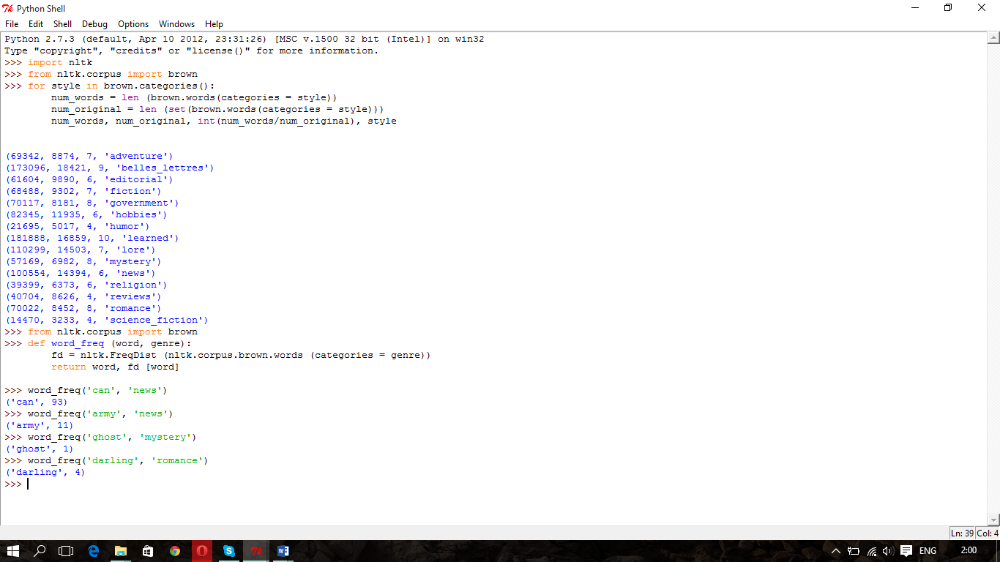 Python Shell
File Edit Shell Debug Options Windows Help
Python 2.7.3 (default, Apr 10 2012, 23:31:26) [MSC v.1500 32 bit (Intel)] on win32
Type "copyright", "credits" or "license()" for more information.
>>> import nltk
>>> from nltk.corpus import brown
>>> for style in brown.categories():
        num_words = len (brown.words(categories = style))
        num_original = len (set(brown.words(categories = style)))
        num_words, num_original, int(num_words/num_original), style
(69342, 8874, 7, 'adventure')
(173096, 18421, 9, 'belles_lettres')
(61604, 9890, 6, 'editorial')
(68488, 9302, 7, 'fiction')
(70117, 8181, 8, 'government')
(82345, 11935, 6, 'hobbies')
(21695, 5017, 4, 'humor')
(181888, 16859, 10, 'learned')
(110299, 14503, 7, 'lore')
(57169, 6982, 8, 'mystery')
(100554, 14394, 6, 'news')
(39399, 6373, 6, 'religion')
(40704, 8626, 4, 'reviews')
(70022, 8452, 8, 'romance')
(14470, 3233, 4, 'science_fiction')
>>> from nltk.corpus import brown
>>> def word_freq (word, genre):
        fd = nltk.FreqDist (nltk.corpus.brown.words (categories = genre))
        return word, fd [word]
>>> word_freq('can', 'news')
('can', 93)
>>> word_freq('army', 'news')
('army', 11)
>>> word_freq('ghost', 'mystery')
('ghost', 1)
>>> word_freq('darling', 'romance')
('darling', 4)
>>>
Ln: 39 Col: 4
ENG 2:00